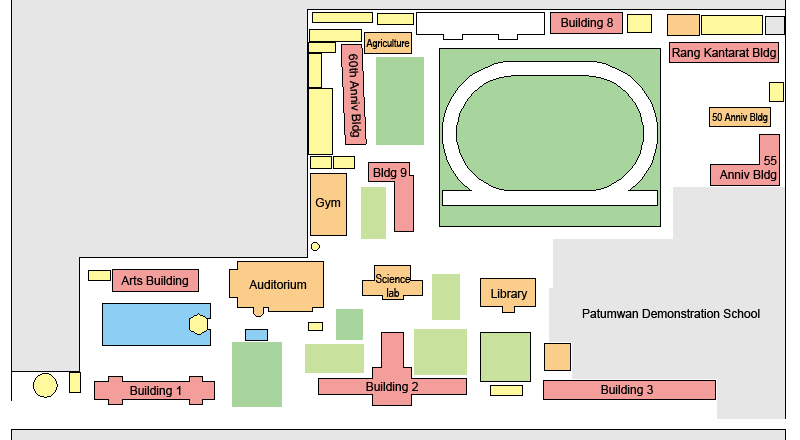 Building 8
Agriculture
Rang Kantarat Bldg
60th Anniv Bldg
50 Anniv Bldg
55
Anniv Bldg
Bldg 9
Gym
Arts Building
Auditorium
Science
lab
Library
Patumwan Demonstration School
Building 1
Building 2
Building 3